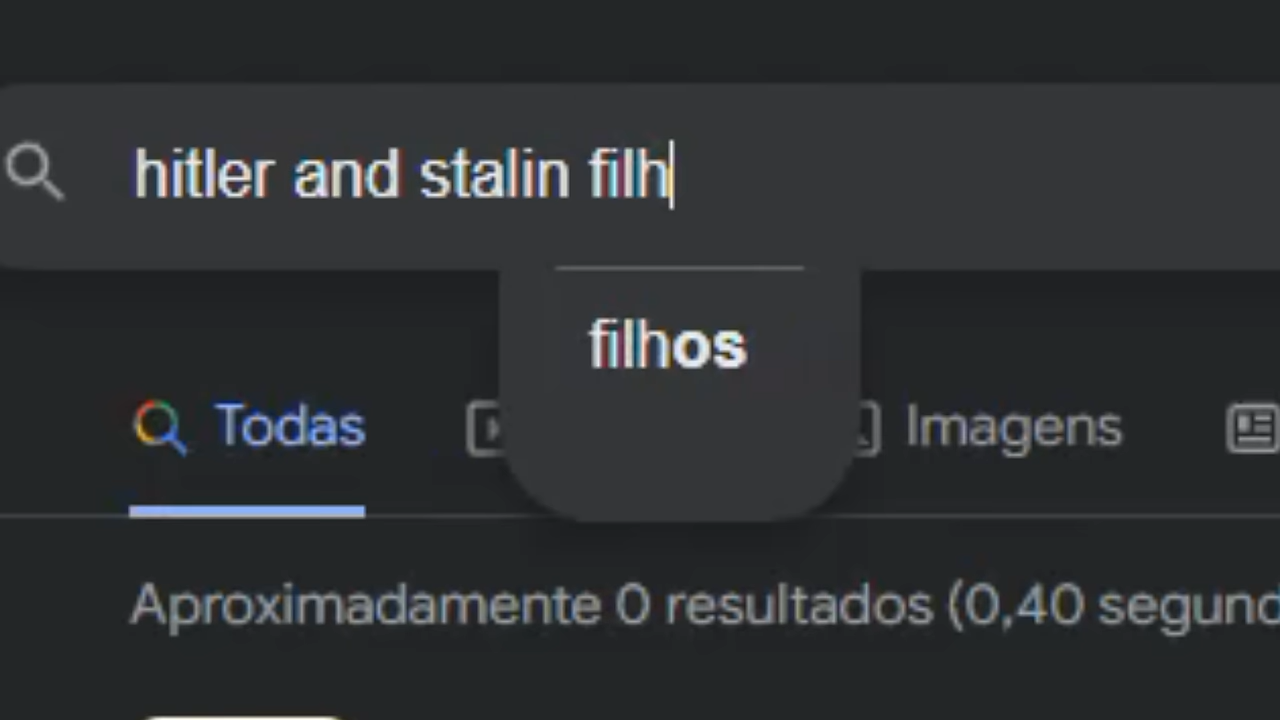 hitler and stalin filh
filhos
Todas
Imagens
Aproximadamente 0 resultados (0,40 segund